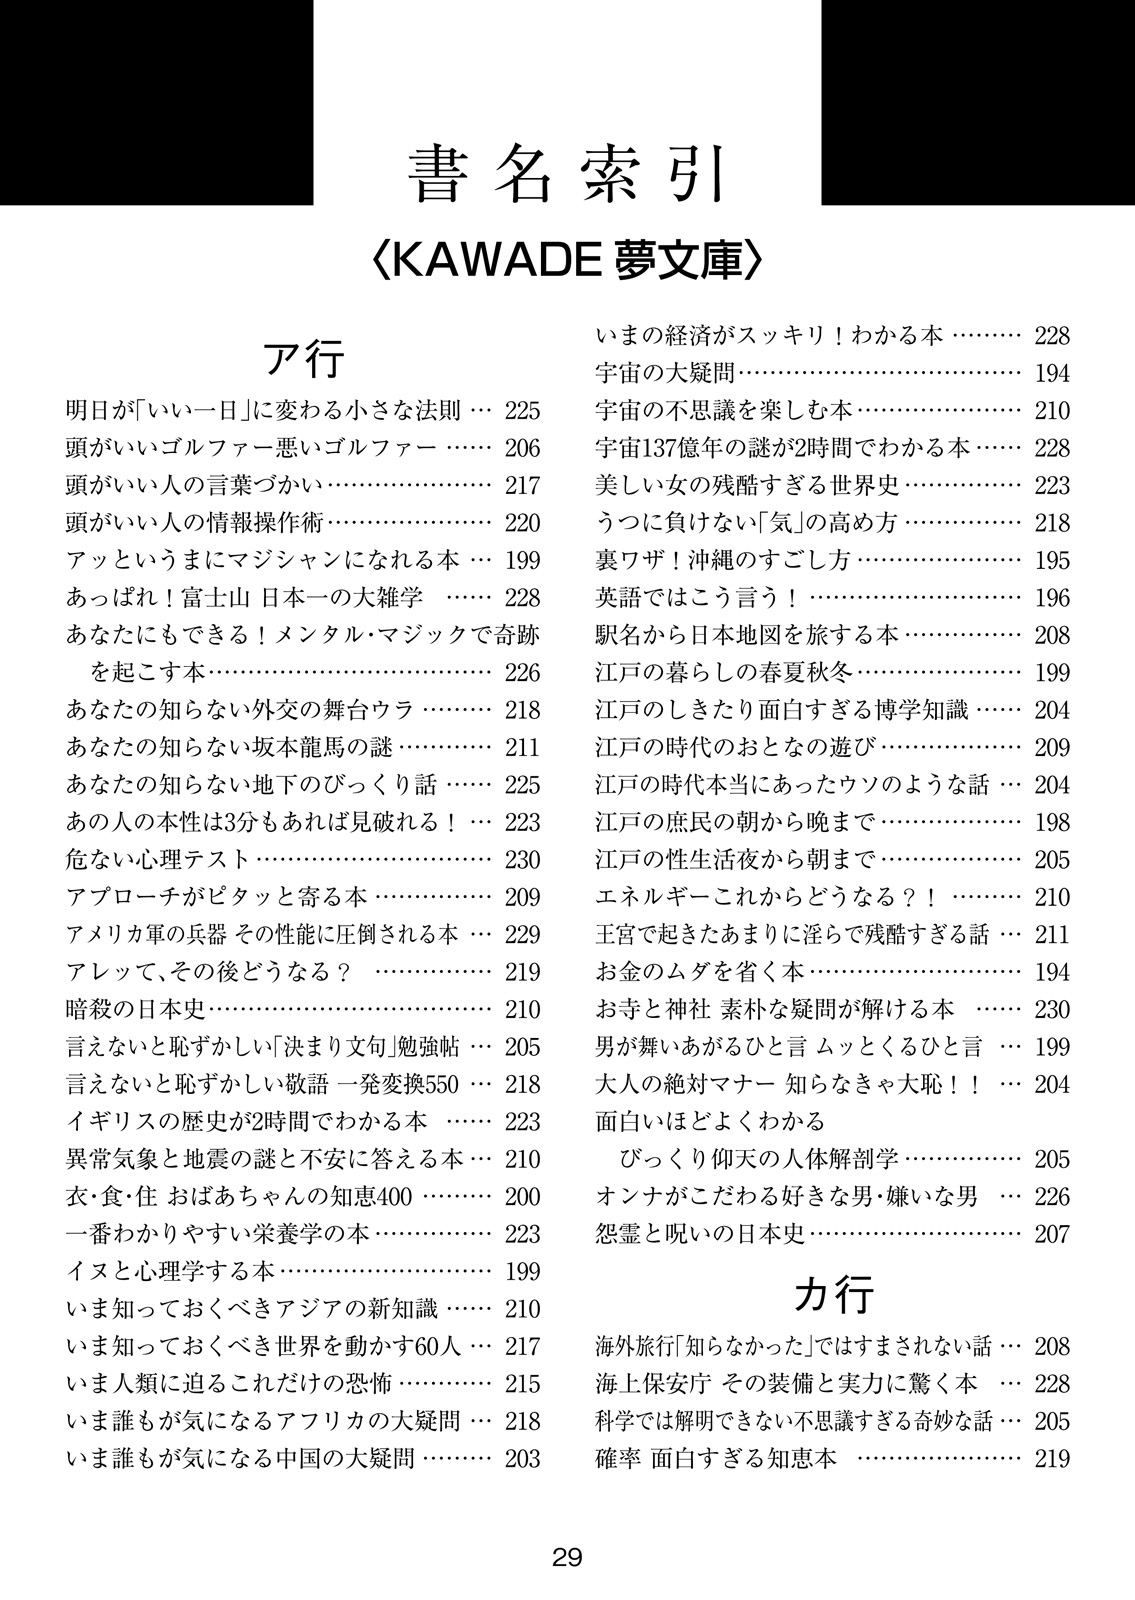 書名索引
〈KAWADE 夢文庫〉
ア行
明日が「いい一日」に変わる小さな法則 … 225
頭がいいゴルファー悪いゴルファー …… 206
頭がいい人の言葉づかい………………… 217
頭がいい人の情報操作術………………… 220
アッというまにマジシャンになれる本 … 199
あっぱれ！富士山 日本一の大雑学 …… 228
あなたにもできる！メンタル・マジックで奇跡
を起こす本……………………………… 226
あなたの知らない外交の舞台ウラ ……… 218
あなたの知らない坂本龍馬の謎 ………… 211
あなたの知らない地下のびっくり話 …… 225
あの人の本性は3分もあれば見破れる！ … 223
危ない心理テスト………………………… 230
アプローチがピタッと寄る本 …………… 209
アメリカ軍の兵器 その性能に圧倒される本 … 229
アレッて、その後どうなる？ …………… 219
暗殺の日本史……………………………… 210
言えないと恥ずかしい「決まり文句」勉強帖 … 205
言えないと恥ずかしい敬語 一発変換550 … 218
イギリスの歴史が2時間でわかる本 …… 223
異常気象と地震の謎と不安に答える本 … 210
衣・食・住 おばあちゃんの知恵400 ……… 200
一番わかりやすい栄養学の本 …………… 223
イヌと心理学する本……………………… 199
いま知っておくべきアジアの新知識 …… 210
いま知っておくべき世界を動かす60人 … 217
いま人類に迫るこれだけの恐怖 ………… 215
いま誰もが気になるアフリカの大疑問 … 218
いま誰もが気になる中国の大疑問 ……… 203
いまの経済がスッキリ！わかる本 ……… 228
宇宙の大疑問……………………………… 194
宇宙の不思議を楽しむ本………………… 210
宇宙137億年の謎が2時間でわかる本 …… 228
美しい女の残酷すぎる世界史 …………… 223
うつに負けない「気」の高め方 …………… 218
裏ワザ！沖縄のすごし方………………… 195
英語ではこう言う！ ……………………… 196
駅名から日本地図を旅する本 …………… 208
江戸の暮らしの春夏秋冬………………… 199
江戸のしきたり面白すぎる博学知識 …… 204
江戸の時代のおとなの遊び ……………… 209
江戸の時代本当にあったウソのような話 … 204
江戸の庶民の朝から晩まで ……………… 198
江戸の性生活夜から朝まで ……………… 205
エネルギーこれからどうなる？！ ……… 210
王宮で起きたあまりに淫らで残酷すぎる話 … 211
お金のムダを省く本……………………… 194
お寺と神社 素朴な疑問が解ける本 …… 230
男が舞いあがるひと言 ムッとくるひと言 … 199
大人の絶対マナー 知らなきゃ大恥！！ … 204
面白いほどよくわかる
びっくり仰天の人体解剖学 …………… 205
オンナがこだわる好きな男・嫌いな男 … 226
怨霊と呪いの日本史……………………… 207
カ行
海外旅行「知らなかった」ではすまされない話 … 208
海上保安庁 その装備と実力に驚く本 … 228
科学では解明できない不思議すぎる奇妙な話 … 205
確率 面白すぎる知恵本 ………………… 219
29